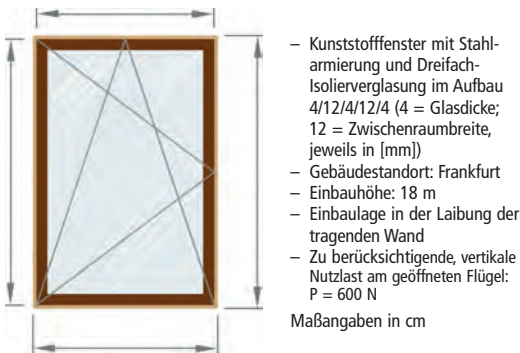 – Kunststofffenster mit Stahl-
armierung und Dreifach-
Isolierverglasung im Aufbau
4/12/4/12/4 (4 = Glasdicke;
12 = Zwischenraumbreite,
jeweils in [mm])
– Gebäudestandort: Frankfurt
– Einbauhöhe: 18 m
– Einbaulage in der Laibung der
tragenden Wand
– Zu berücksichtigende, vertikale
Nutzlast am geöffneten Flügel:
P = 600 N
Maßangaben in cm